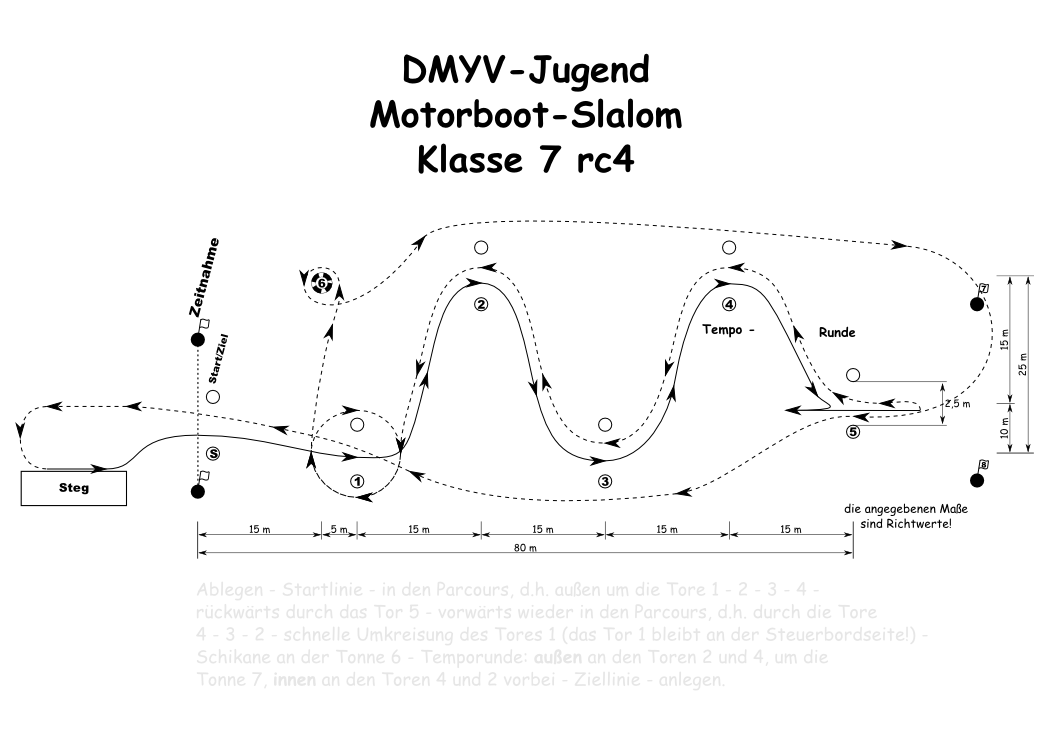 DMYV-Jugend
Motorboot-Slalom
Klasse 7 rc4
Zeitnahme
Start/Ziel
6
2
4
7
Tempo - Runde
15 m
25 m
2,5 m
10 m
S
5
Steg
1
3
8
die angegebenen Maße
sind Richtwerte!
15 m 5 m 15 m 15 m 15 m 15 m
80 m
Ablegen - Startlinie - in den Parcours, d.h. außen um die Tore 1 - 2 - 3 - 4 -
rückwärts durch das Tor 5 - vorwärts wieder in den Parcours, d.h. durch die Tore
4 - 3 - 2 - schnelle Umkreisung des Tores 1 (das Tor 1 bleibt an der Steuerbordseite!) -
Schikane an der Tonne 6 - Temporunde: außen an den Toren 2 und 4, um die
Tonne 7, innen an den Toren 4 und 2 vorbei - Ziellinie - anlegen.